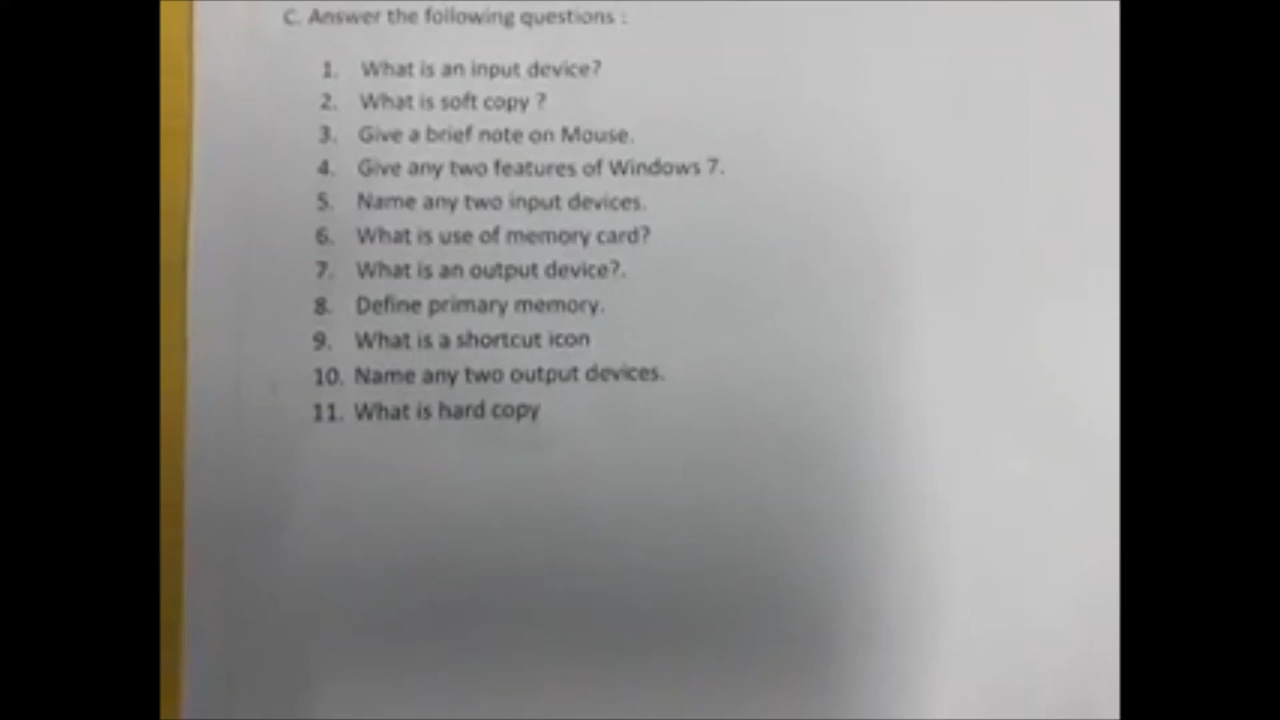 C. Answer the following questions :
1. What is an input device?
2. What is soft copy ?
3. Give a brief note on Mouse.
4. Give any two features of Windows 7.
5. Name any two input devices.
6. What is use of memory card?
7. What is an output device?.
8. Define primary memory.
9. What is a shortcut icon
10. Name any two output devices.
11. What is hard copy